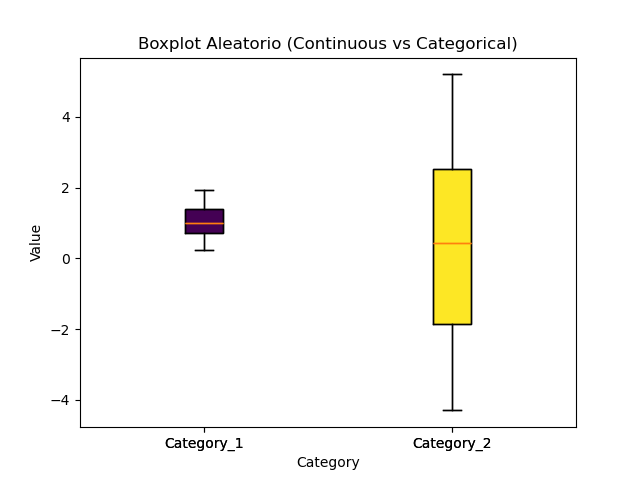 Boxplot Aleatorio (Continuous vs Categorical)
Value
4
2
0
−2
−4
Category_1
Category_2
Category